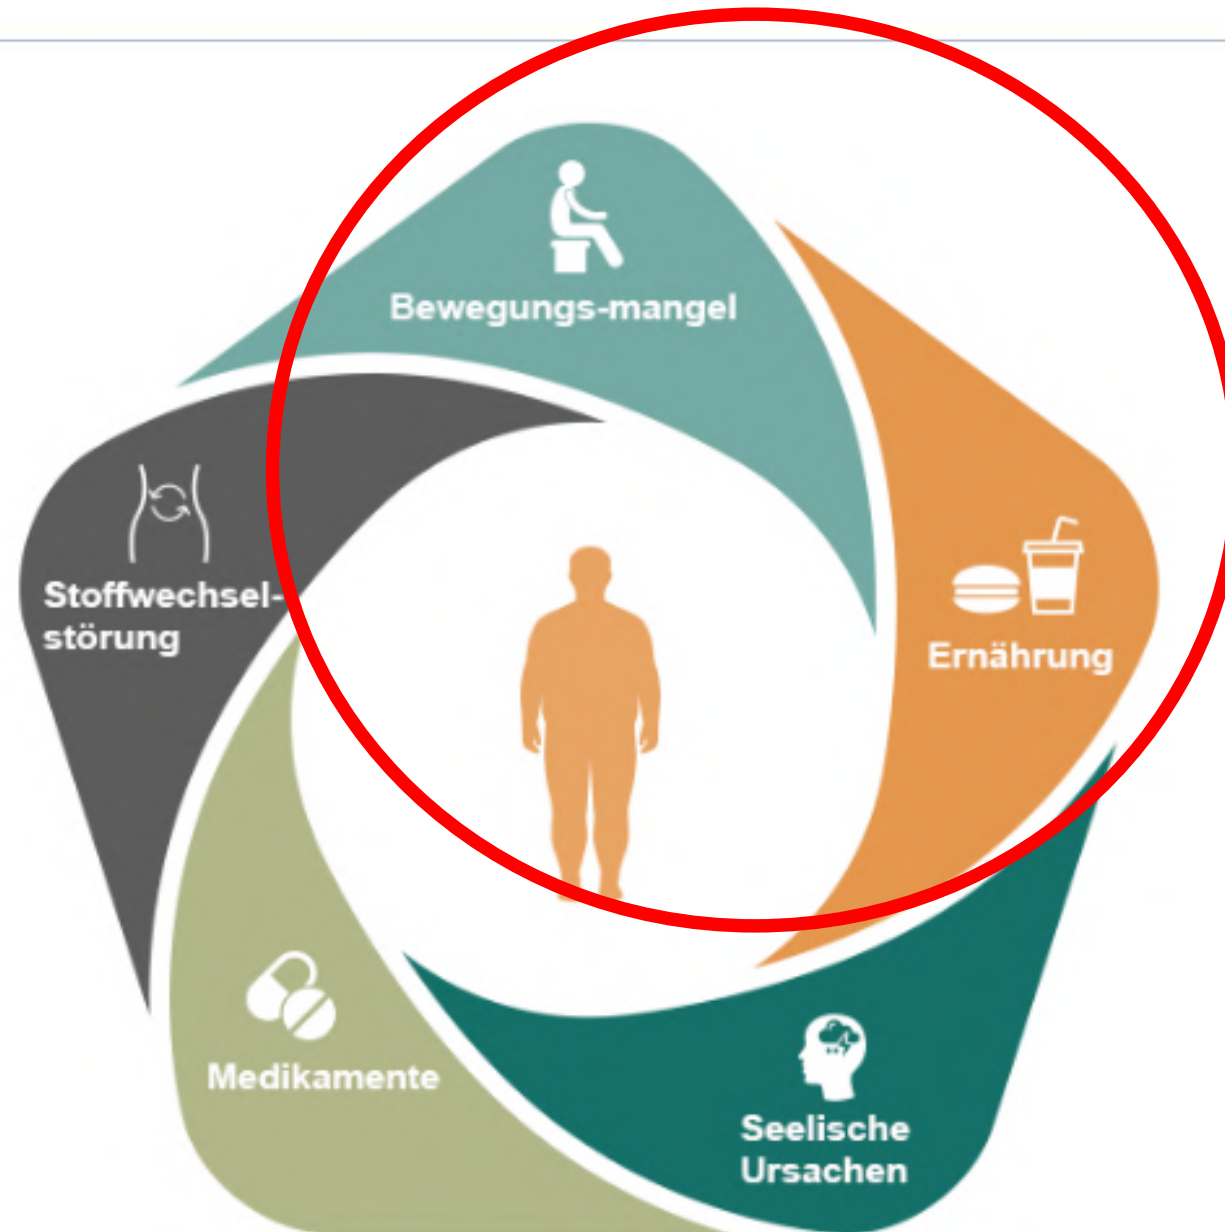 Bewegungs-mangel
Stoffwechsel-
störung
Ernährung
Medikamente
Seelische
Ursachen